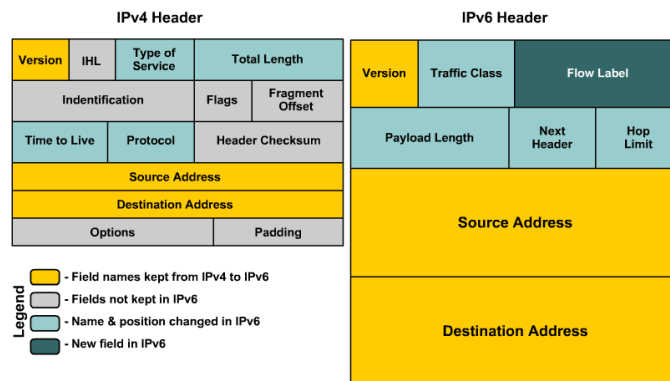 IPv4 Header
Version
IHL
Type of
Service
Total Length
Indentification
Flags
Fragment
Offset
Time to Live
Protocol
Header Checksum
Source Address
Destination Address
Options
Padding
IPv6 Header
Version
Traffic Class
Flow Label
Payload Length
Next
Header
Hop
Limit
Source Address
Destination Address
Legend
- Field names kept from IPv4 to IPv6
- Fields not kept in IPv6
- Name & position changed in IPv6
- New field in IPv6